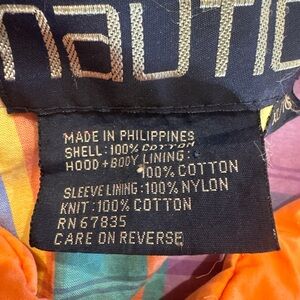 nautic
MADE IN PHILIPPINES
SHELL: 100% COTTON
HOOD + BODY LINING:
100% COTTON
SLEEVE LINING: 100% NYLON
KNIT: 100% COTTON
RN 67835
CARE ON REVERSE